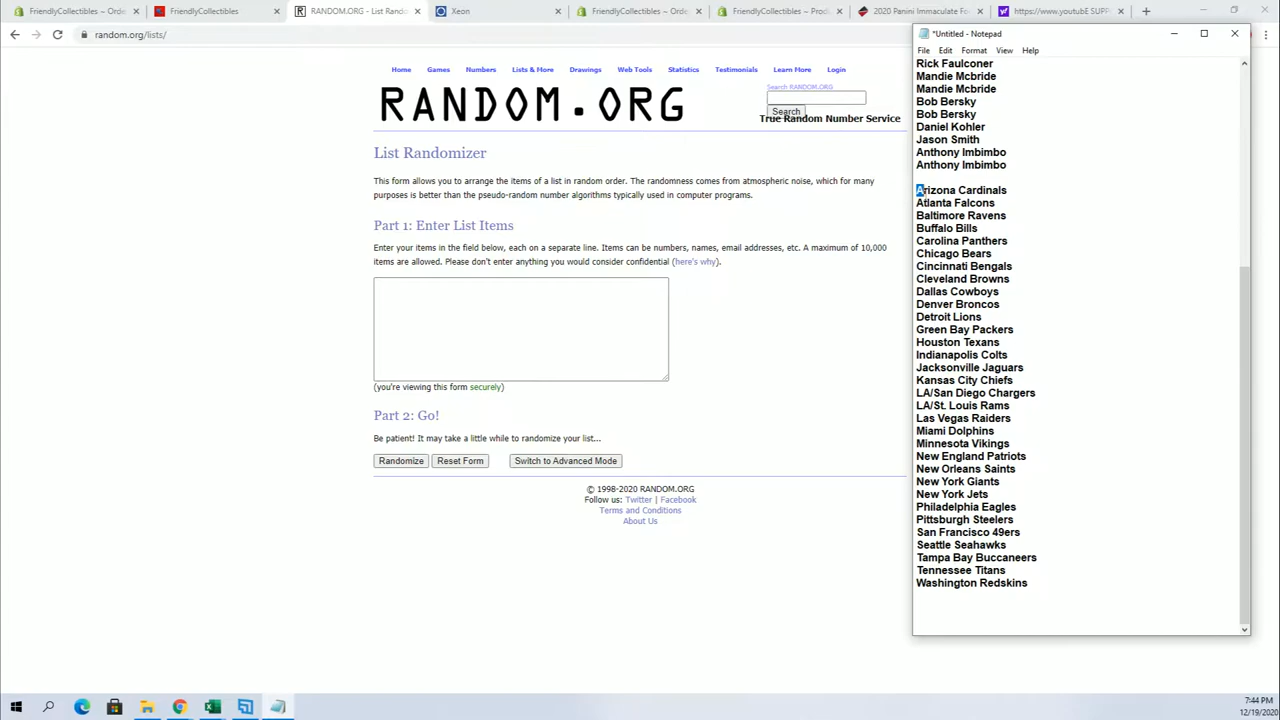 FriendlyCollectibles ~ Orde
FriendlyCollectibles
RANDOM.ORG - List Rando
Xeon
FriendlyCollectibles ~ Orde
FriendlyCollectibles ~ Prod
2020 Panini Immaculate Fo
https://www.youtubE SUPP
random.org/lists/
*Untitled - Notepad
File Edit Format View Help
Home Games Numbers Lists & More Drawings Web Tools Statistics Testimonials Learn More Login
RANDOM.ORG
Search RANDOM.ORG
Search
True Random Number Service
List Randomizer
This form allows you to arrange the items of a list in random order. The randomness comes from atmospheric noise, which for many
purposes is better than the pseudo-random number algorithms typically used in computer programs.
Part 1: Enter List Items
Enter your items in the field below, each on a separate line. Items can be numbers, names, email addresses, etc. A maximum of 10,000
items are allowed. Please don't enter anything you would consider confidential (here's why).
(you're viewing this form securely)
Part 2: Go!
Be patient! It may take a little while to randomize your list...
Randomize Reset Form Switch to Advanced Mode
© 1998-2020 RANDOM.ORG
Follow us: Twitter | Facebook
Terms and Conditions
About Us
Rick Faulconer
Mandie Mcbride
Mandie Mcbride
Bob Bersky
Bob Bersky
Daniel Kohler
Jason Smith
Anthony Imbimbo
Anthony Imbimbo
Arizona Cardinals
Atlanta Falcons
Baltimore Ravens
Buffalo Bills
Carolina Panthers
Chicago Bears
Cincinnati Bengals
Cleveland Browns
Dallas Cowboys
Denver Broncos
Detroit Lions
Green Bay Packers
Houston Texans
Indianapolis Colts
Jacksonville Jaguars
Kansas City Chiefs
LA/San Diego Chargers
LA/St. Louis Rams
Las Vegas Raiders
Miami Dolphins
Minnesota Vikings
New England Patriots
New Orleans Saints
New York Giants
New York Jets
Philadelphia Eagles
Pittsburgh Steelers
San Francisco 49ers
Seattle Seahawks
Tampa Bay Buccaneers
Tennessee Titans
Washington Redskins
7:44 PM
12/19/2020